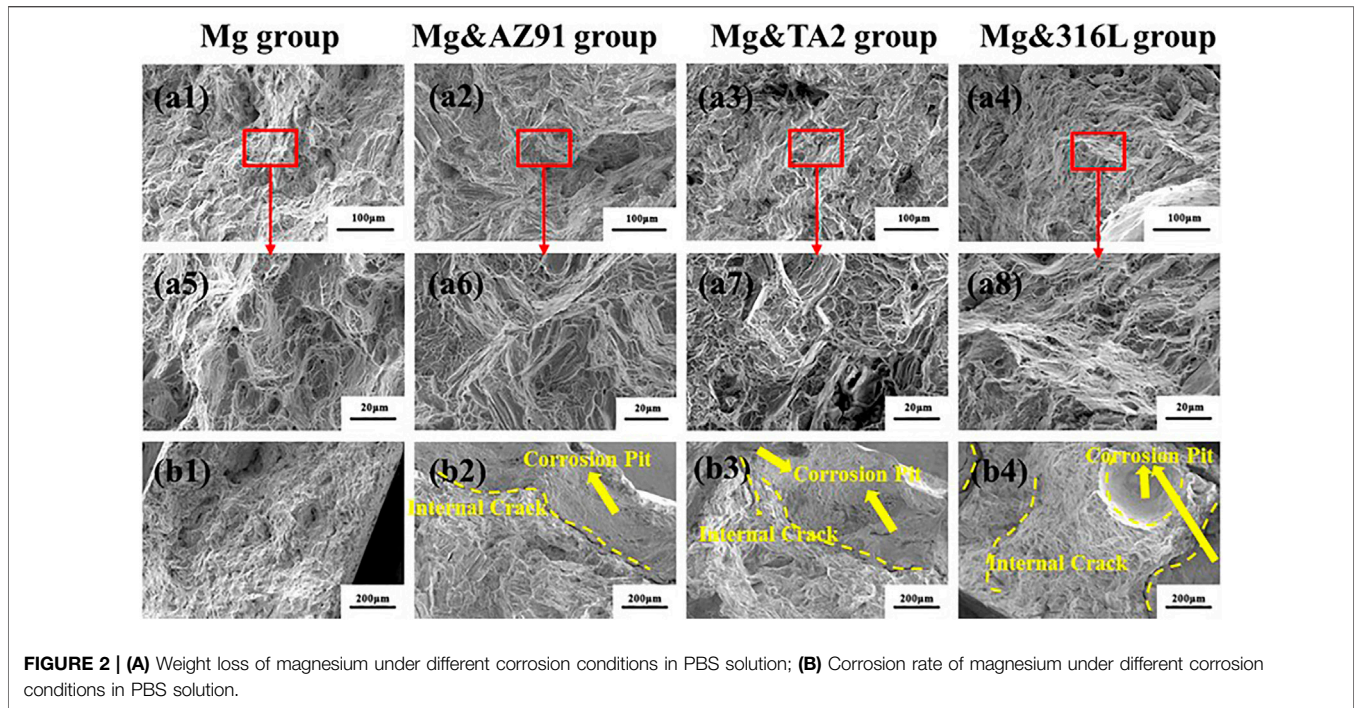 Mg group Mg&AZ91 group Mg&TA2 group Mg&316L group
(a1) (a2) (a3) (a4)
100μm 100μm 100μm 100μm
(a5) (a6) (a7) (a8)
20μm 20μm 20μm 20μm
(b1) (b2) (b3) (b4)
Corrosion Pit Corrosion Pit Corrosion Pit
Internal Crack Internal Crack Internal Crack
200μm 200μm 200μm 200μm
FIGURE 2 | (A) Weight loss of magnesium under different corrosion conditions in PBS solution; (B) Corrosion rate of magnesium under different corrosion
conditions in PBS solution.